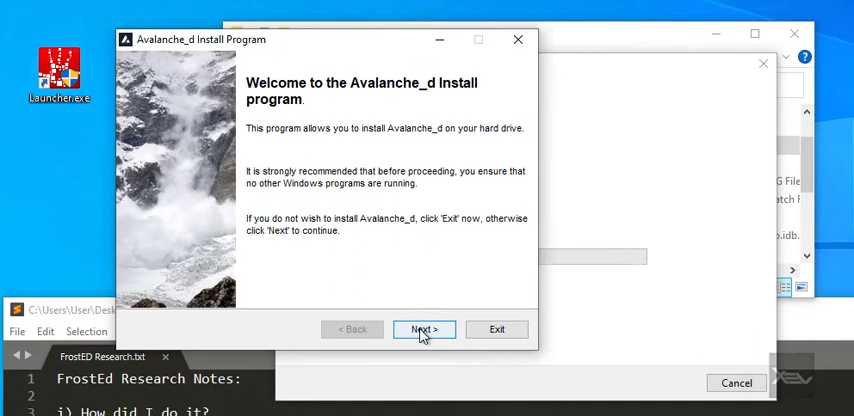 Avalanche_d Install Program
Launcher.exe
Welcome to the Avalanche_d Install
program.
This program allows you to install Avalanche_d on your hard drive.
It is strongly recommended that before proceeding, you ensure that
no other Windows programs are running.
If you do not wish to install Avalanche_d, click 'Exit' now, otherwise
click 'Next' to continue.
< Back
Next >
Exit
G File
atch F
.idb.
C:\Users\User\Desk
File Edit Selection
FrostEd Research.txt
1 FrostEd Research Notes:
2
3 i) How did I do it?
Cancel
XEV